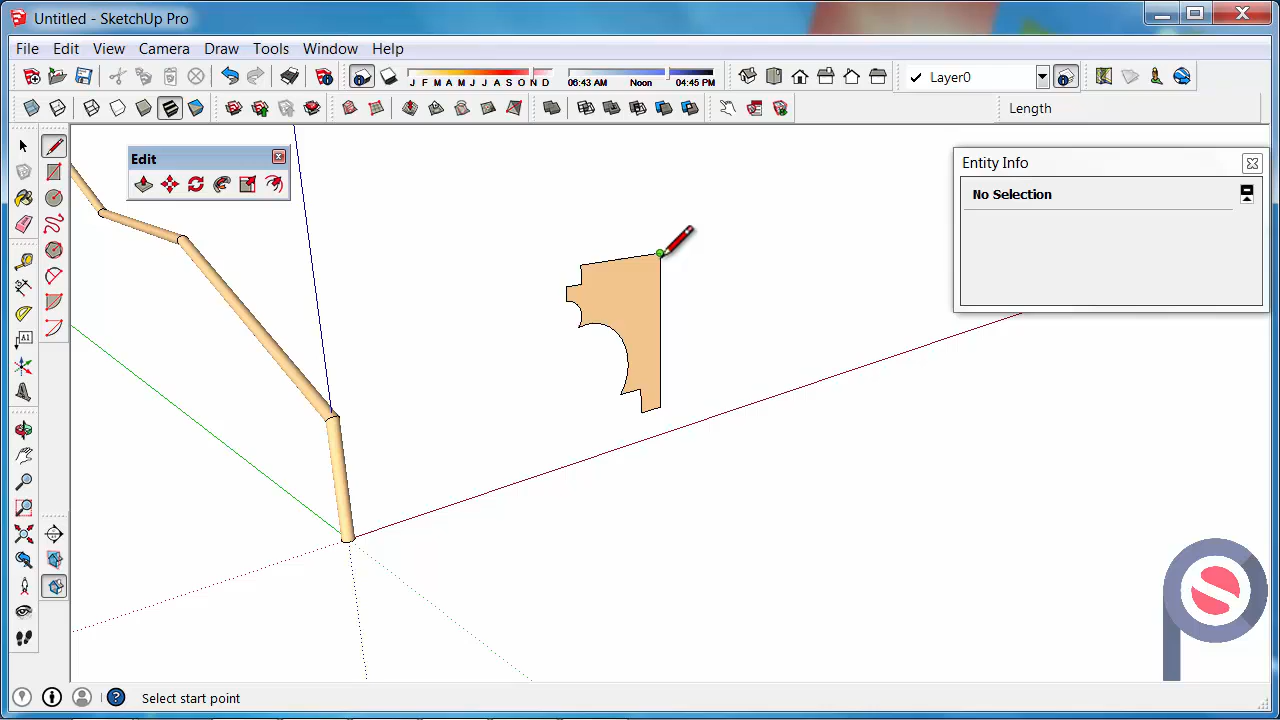 Untitled - SketchUp Pro
File Edit View Camera Draw Tools Window Help
J F M A M J J A S O N D
06:43 AM Noon 04:45 PM
Layer0
Length
Edit
Entity Info
No Selection
A1
Select start point